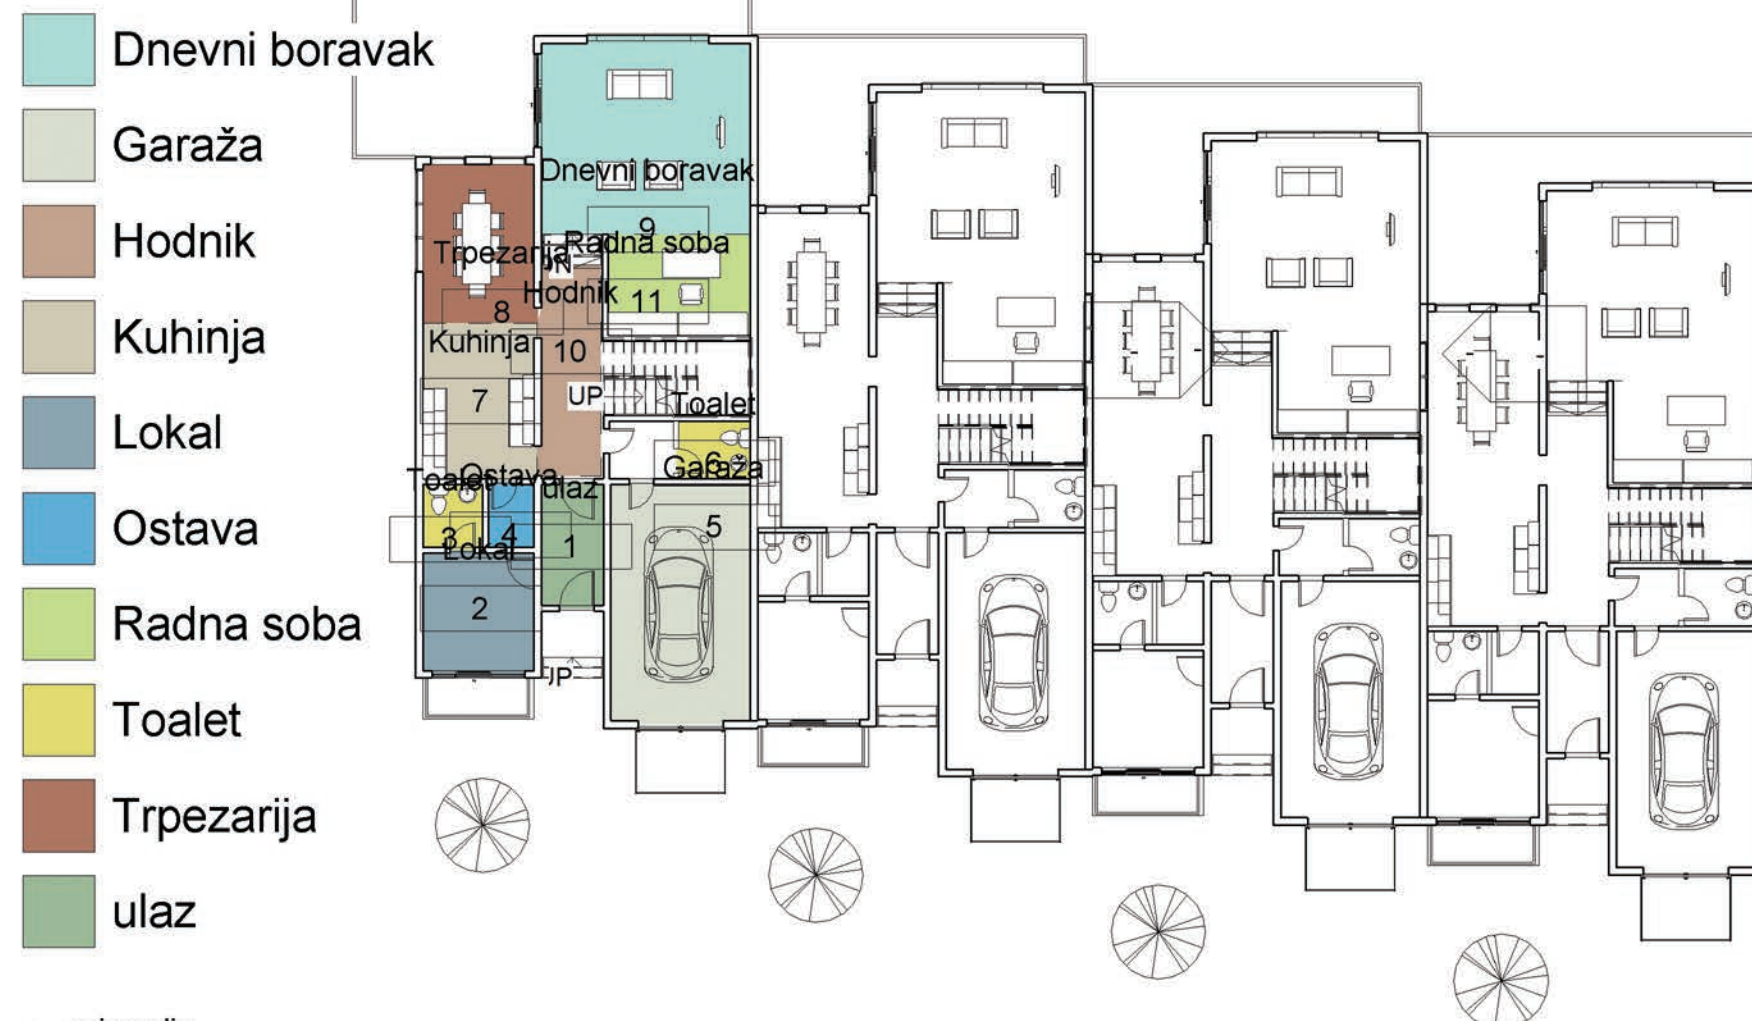 Dnevni boravak
Garaža
Hodnik
Kuhinja
Lokal
Ostava
Radna soba
Toalet
Trpezarija
ulaz
Dnevni boravak
9
Radna soba
Trpezarija
Hodnik
11
8
Kuhinja
10
UP
7
Toalet
6
Garaža
Toalet
Ostava
ulaz
5
3
4
1
Lokal
2
UP